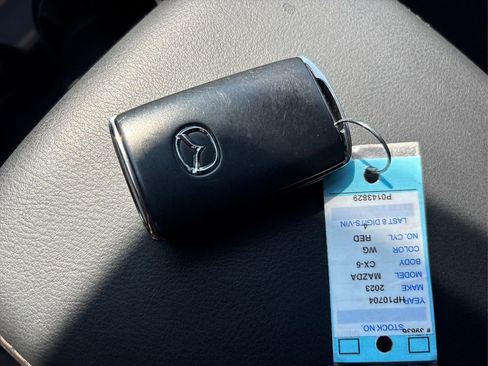 STOCK NO.
YEAR HP10704
MAKE 2023
MODEL MAZDA
BODY CX-5
COLOR WG
NO. CYL. RED
4
LAST 8 DIGITS-VIN
P0143829